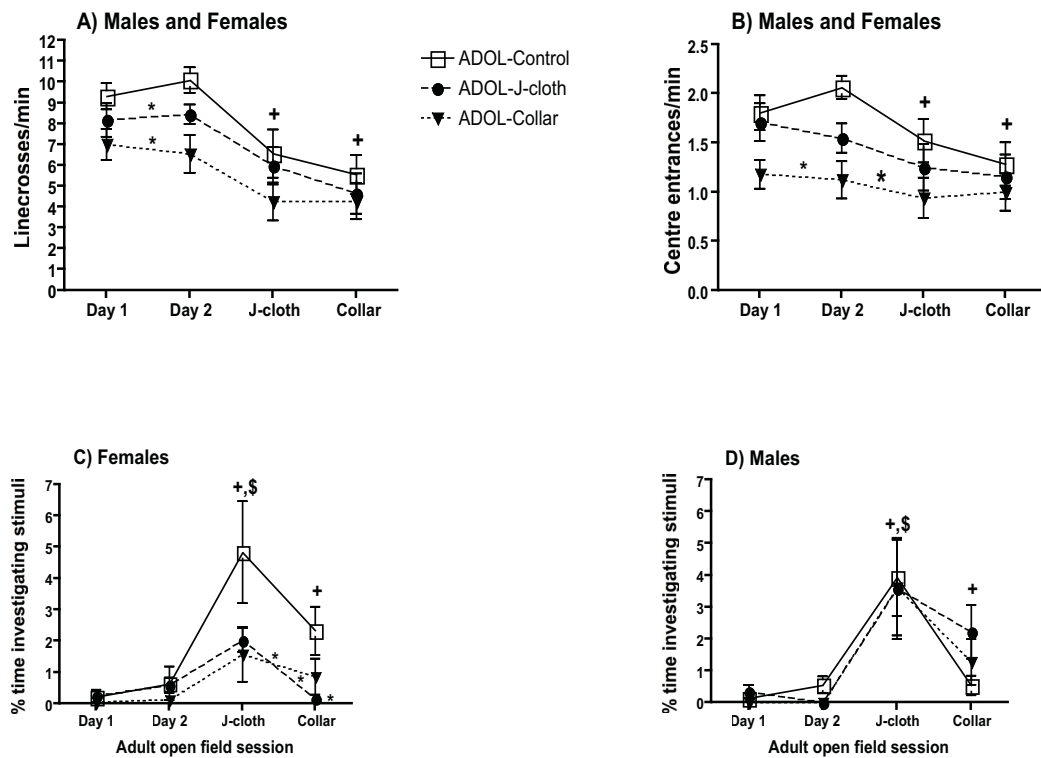 A) Males and Females
12
11
10
9
8
7
6
5
4
3
2
1
0
Linecrosses/min
* *
+ +
Day 1 Day 2 J-cloth Collar
ADOL-Control
ADOL-J-cloth
ADOL-Collar
B) Males and Females
2.5
2.0
1.5
1.0
0.5
0.0
Centre entrances/min
* *
+ +
Day 1 Day 2 J-cloth Collar
C) Females
7
6
5
4
3
2
1
0
% time investigating stimuli
+,$
+
* * *
Day 1 Day 2 J-cloth Collar
Adult open field session
D) Males
7
6
5
4
3
2
1
0
% time investigating stimuli
+,$
+
Day 1 Day 2 J-cloth Collar
Adult open field session